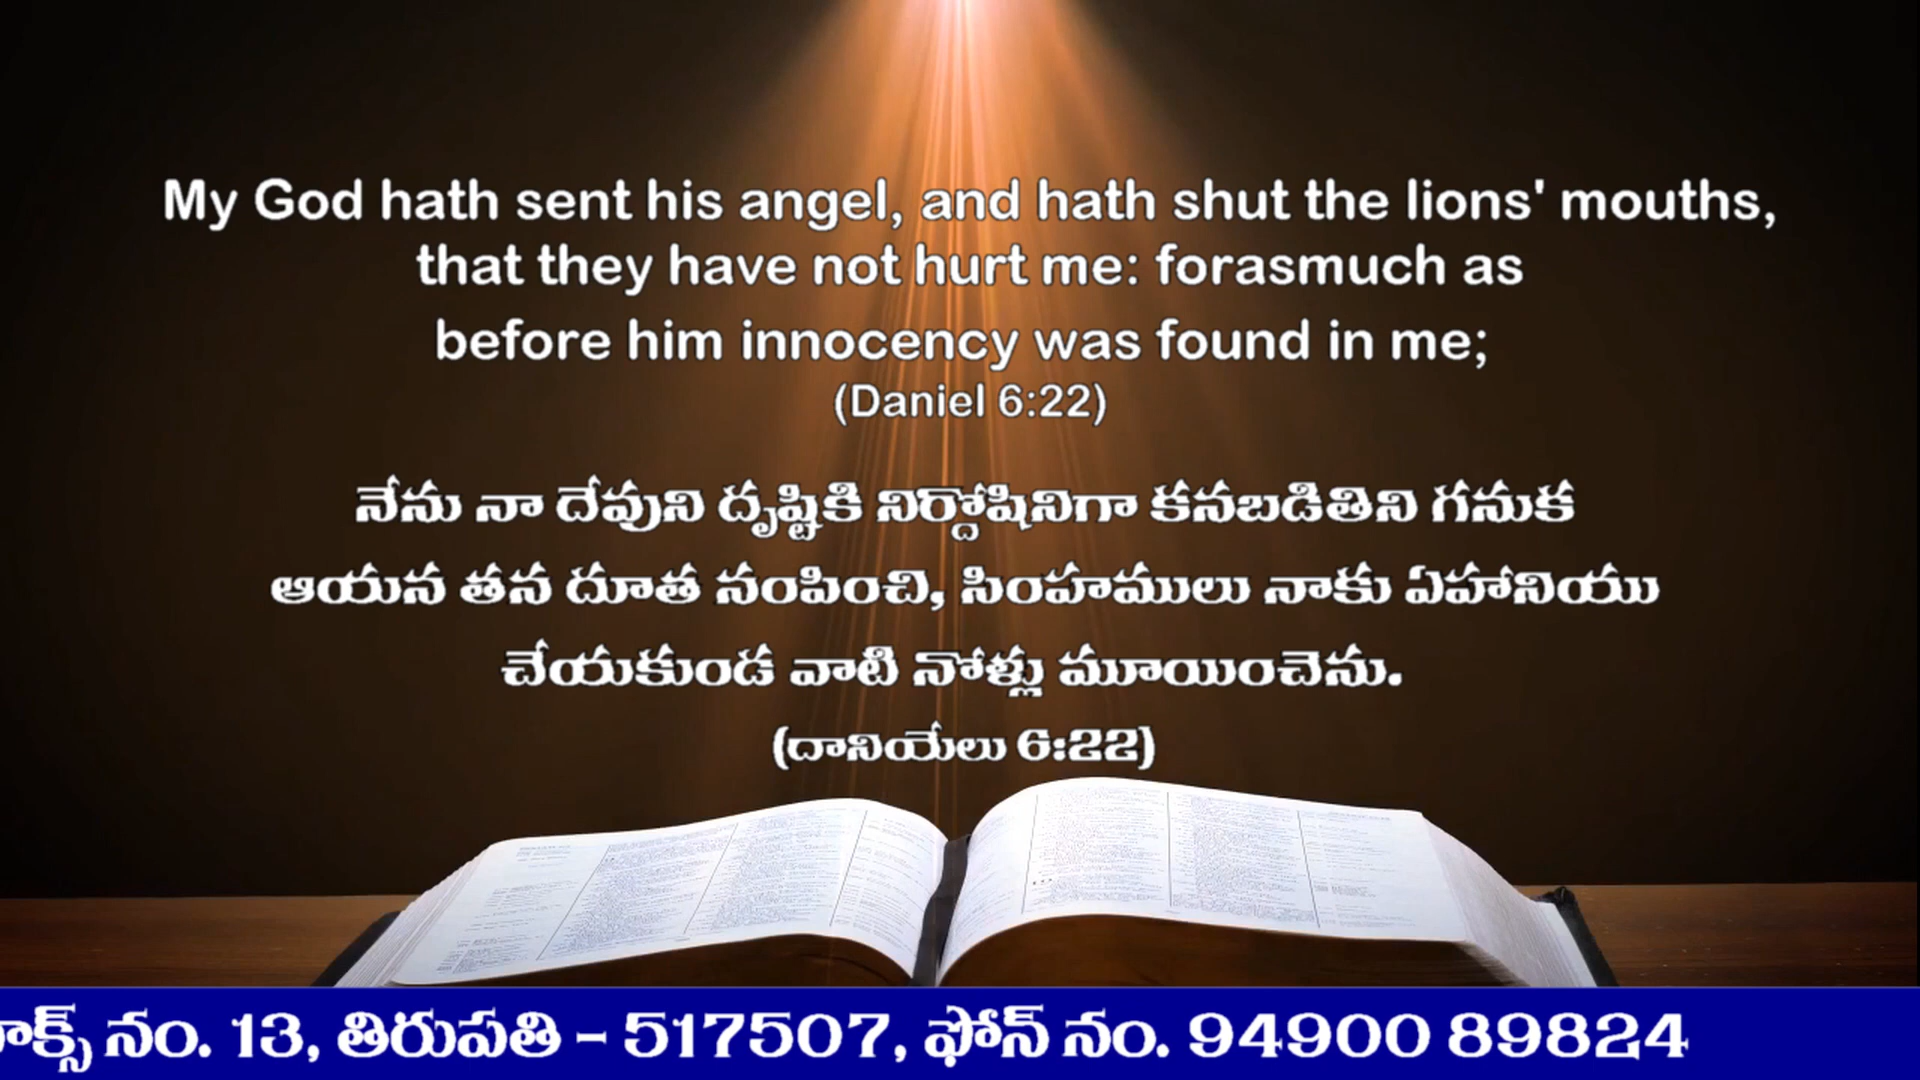 My God hath sent his angel, and hath shut the lions' mouths,
that they have not hurt me: forasmuch as
before him innocency was found in me;
(Daniel 6:22)
నేను నా దేవుని దృష్టికి నిర్దోషినిగా కనబడితిని గనుక
ఆయన తన దూత నంపించి, సింహములు నాకు ఏహానియు
చేయకుండ వాటి నోళ్లు మూయించెను.
(దానియేలు 6:22)
నం. 13, తిరుపతి - 517507, ఫోన్ నం. 94900 89824